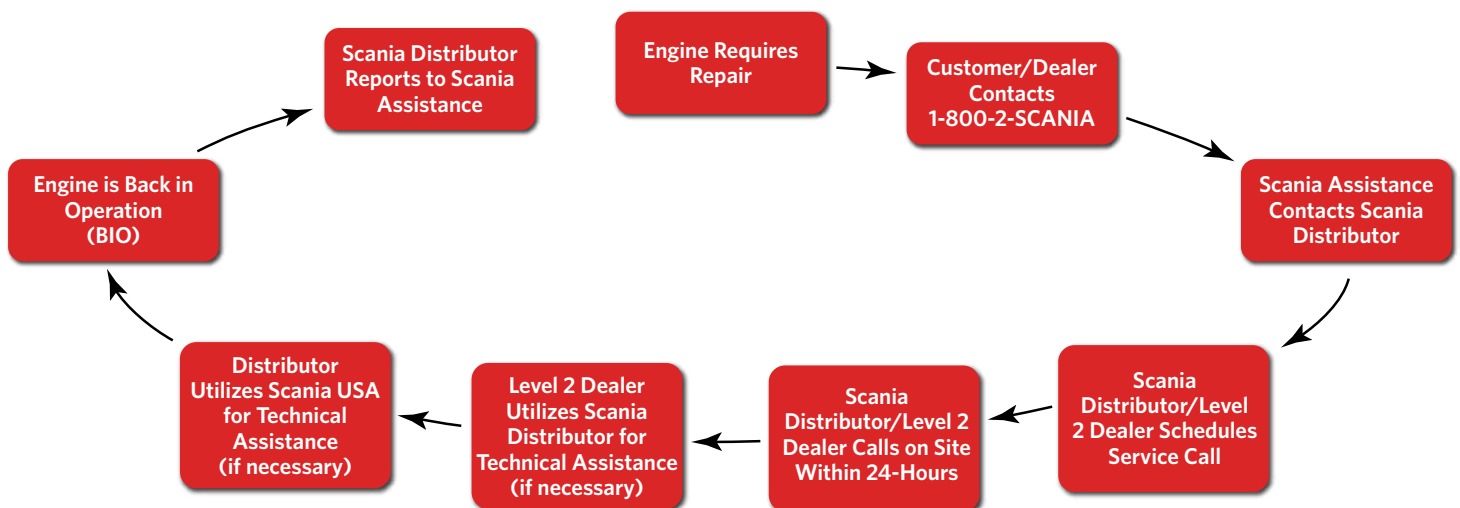 Engine Requires
Repair
Customer/Dealer
Contacts
1-800-2-SCANIA
Scania Assistance
Contacts Scania
Distributor
Scania
Distributor/Level
2 Dealer Schedules
Service Call
Scania
Distributor/Level 2
Dealer Calls on Site
Within 24-Hours
Level 2 Dealer
Utilizes Scania
Distributor for
Technical Assistance
(if necessary)
Distributor
Utilizes Scania USA
for Technical
Assistance
(if necessary)
Engine is Back in
Operation
(BIO)
Scania Distributor
Reports to Scania
Assistance